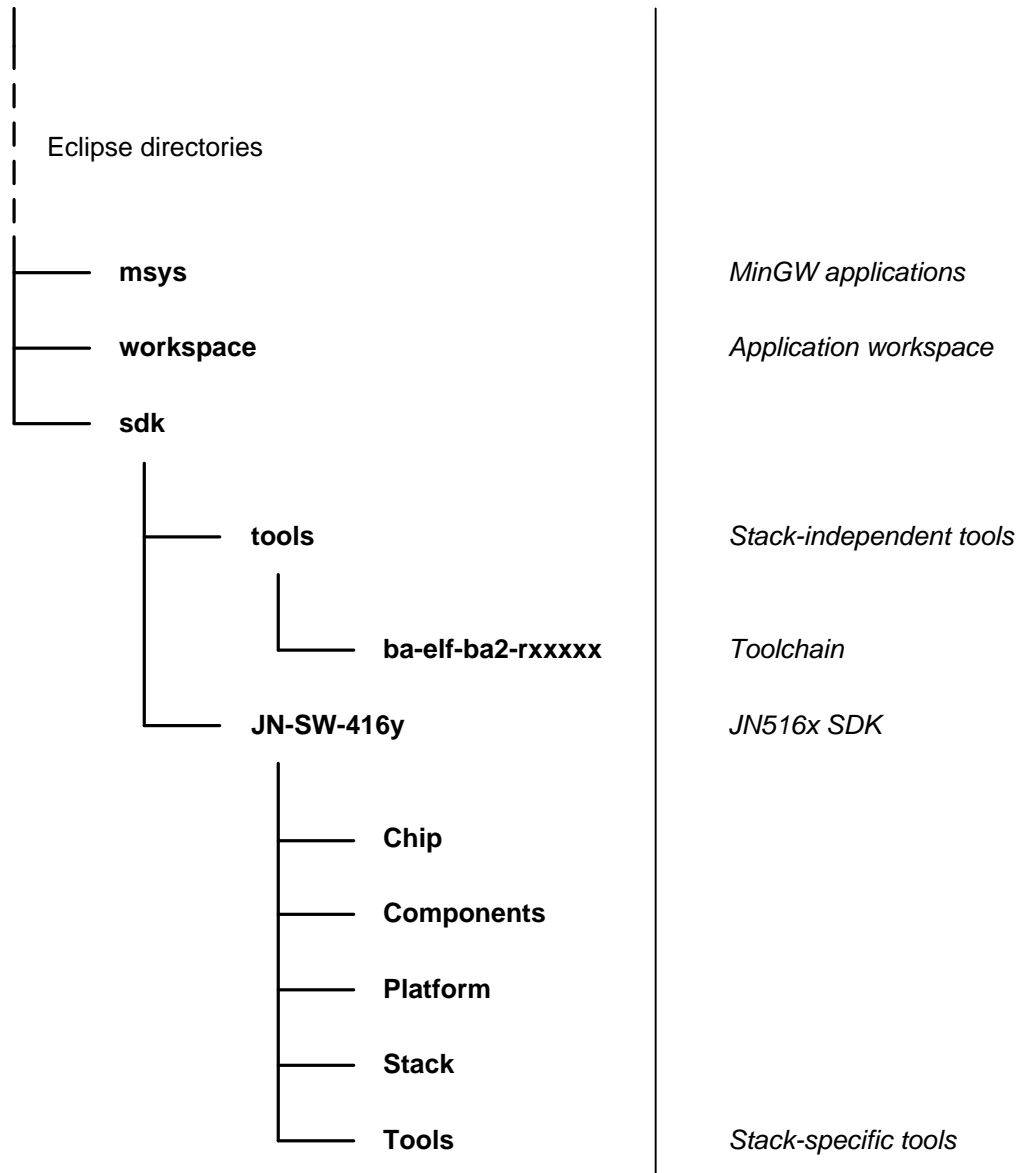 Eclipse directories
msys MinGW applications
workspace Application workspace
sdk
tools Stack-independent tools
ba-elf-ba2-rxxxxx Toolchain
JN-SW-416y JN516x SDK
Chip
Components
Platform
Stack
Tools Stack-specific tools